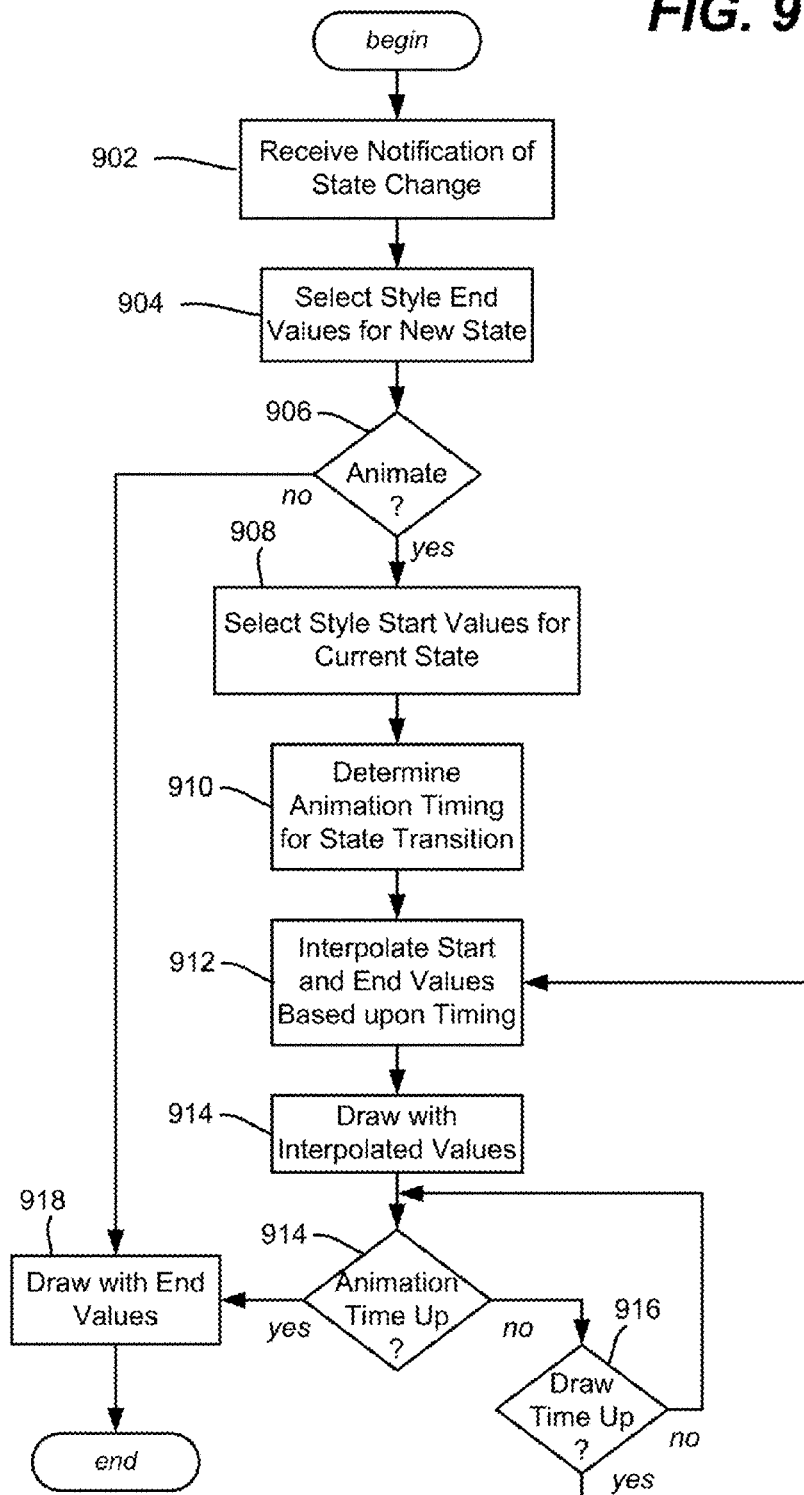 FIG. 9
begin
902
Receive Notification of
State Change
904
Select Style End
Values for New State
906
Animate
?
no
yes
908
Select Style Start Values for
Current State
910
Determine
Animation Timing
for State Transition
912
Interpolate Start
and End Values
Based upon Timing
914
Draw with
Interpolated Values
918
Draw with End
Values
914
Animation
Time Up
?
yes
no
916
Draw
Time Up
?
no
yes
end